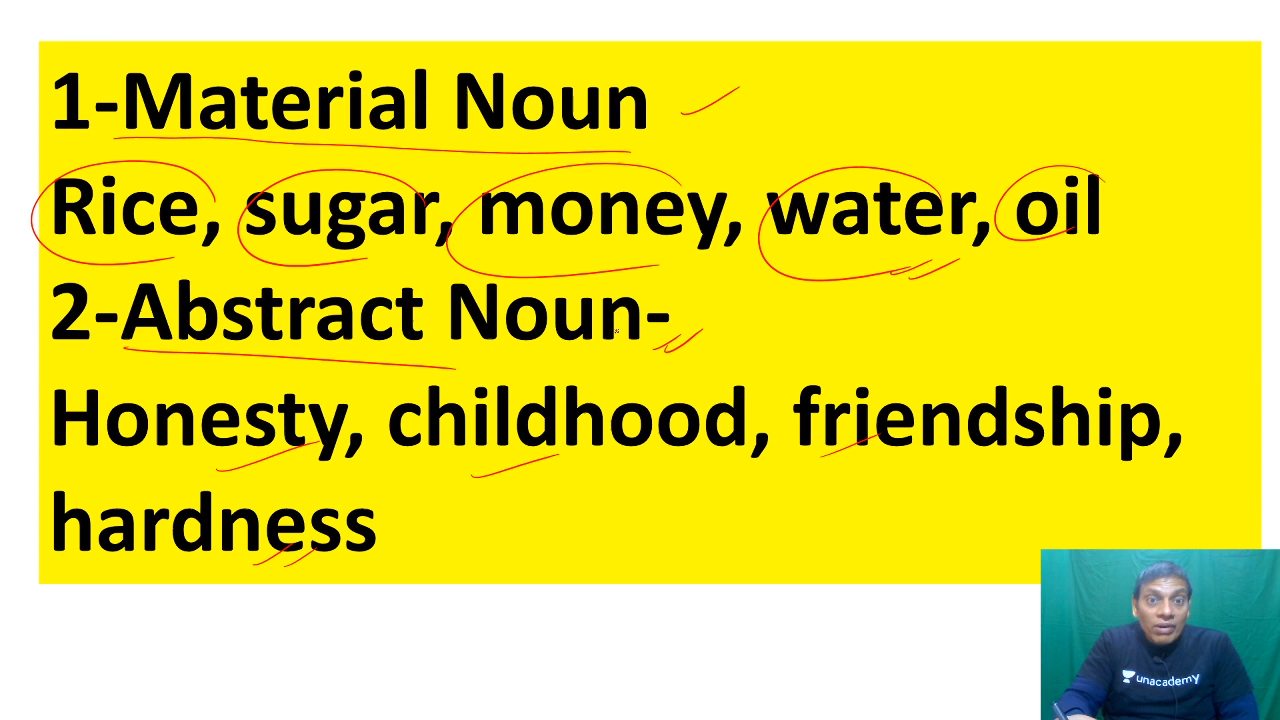 1-Material Noun
Rice, sugar, money, water, oil
2-Abstract Noun-
Honesty, childhood, friendship,
hardness
unacademy